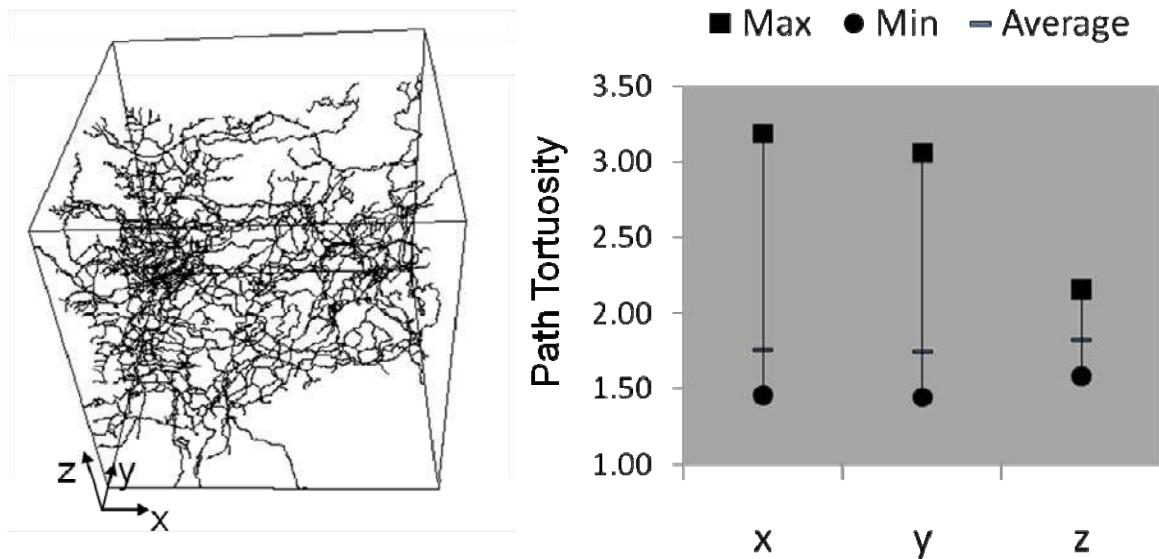 z y
x
■ Max ● Min – Average
Path Tortuosity
3.50
3.00
2.50
2.00
1.50
1.00
x y z